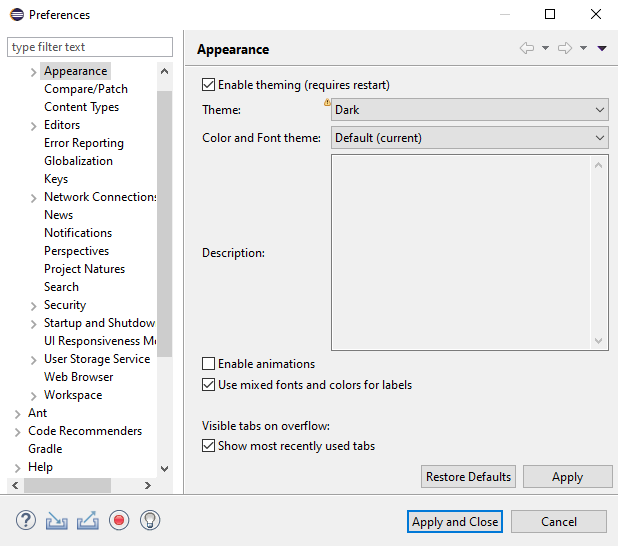 Preferences
type filter text
Appearance
Compare/Patch
Content Types
Editors
Error Reporting
Globalization
Keys
Network Connections
News
Notifications
Perspectives
Project Natures
Search
Security
Startup and Shutdow
UI Responsiveness Mo
User Storage Service
Web Browser
Workspace
Ant
Code Recommenders
Gradle
Help
Appearance
Enable theming (requires restart)
Theme: Dark
Color and Font theme: Default (current)
Description:
Enable animations
Use mixed fonts and colors for labels
Visible tabs on overflow:
Show most recently used tabs
Restore Defaults Apply
? Apply and Close Cancel